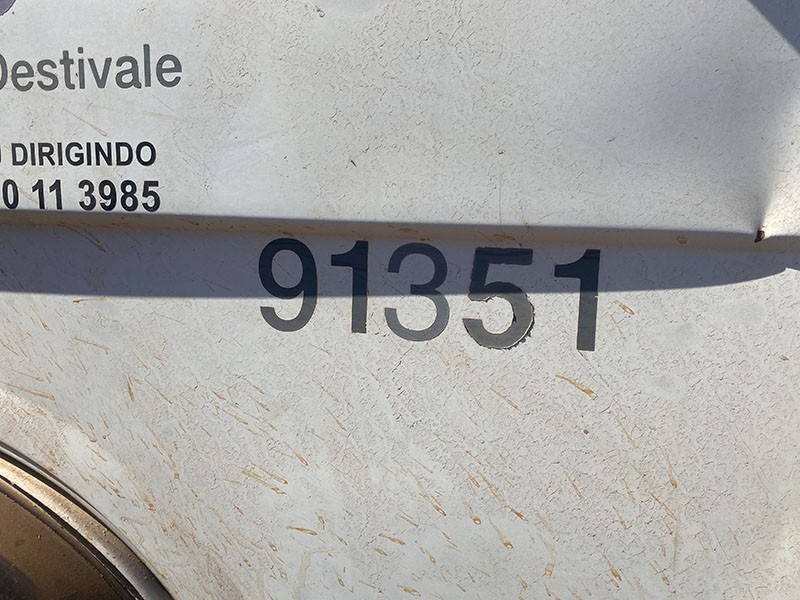 Destivale
U DIRIGINDO
0 11 3985
91351